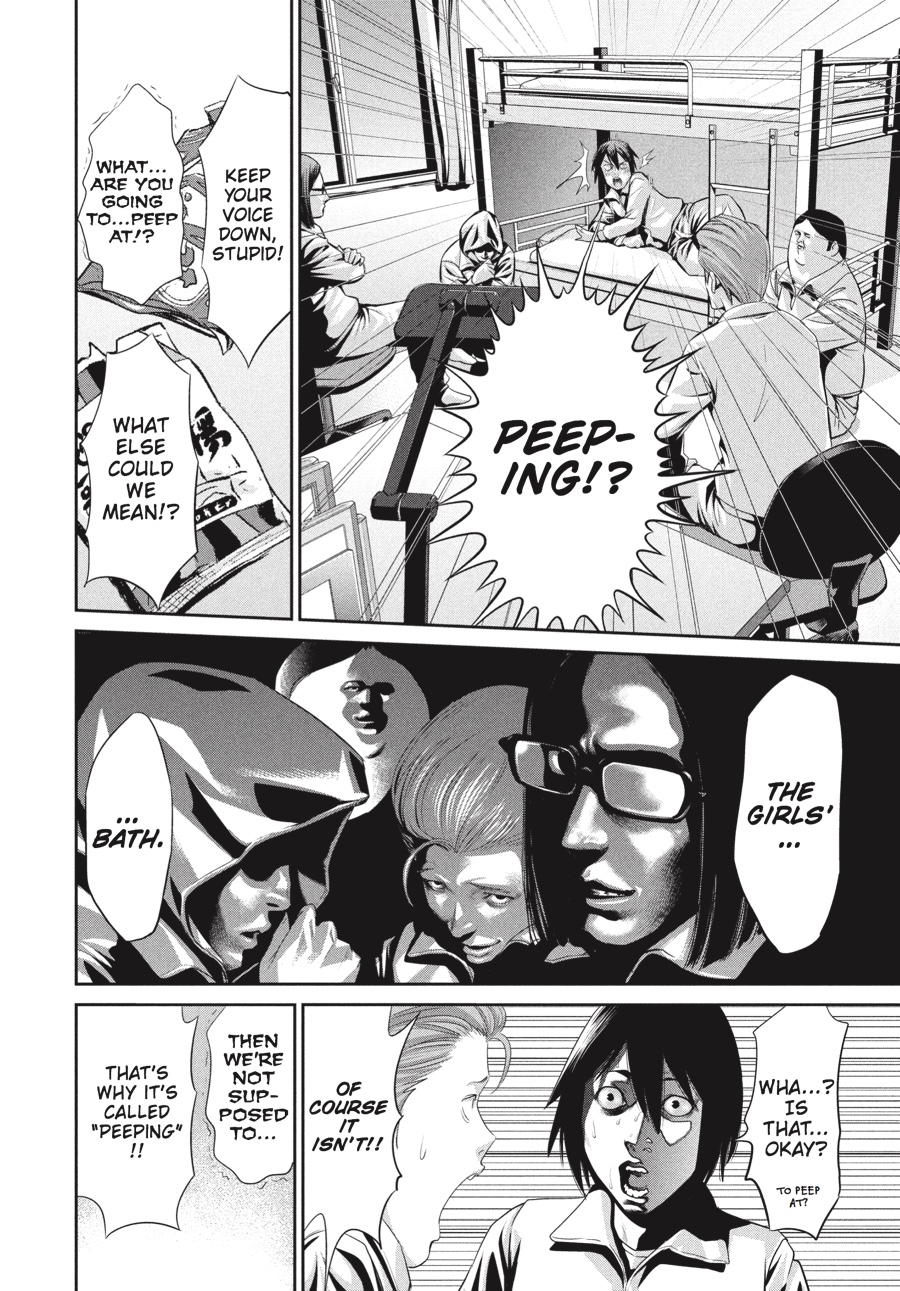 PEEP-
ING!?
KEEP
YOUR
VOICE
DOWN,
STUPID!
WHAT...
ARE YOU
GOING
TO...PEEP
AT!?
WHAT
ELSE
COULD
WE
MEAN!?
THE
GIRLS'
...
...
BATH.
WHA...?
IS
THAT...
OKAY?
TO PEEP
AT?
OF
COURSE
IT
ISN'T!!
THEN
WE'RE
NOT
SUP-
POSED
TO...
THAT'S
WHY IT'S
CALLED
"PEEPING"
!!